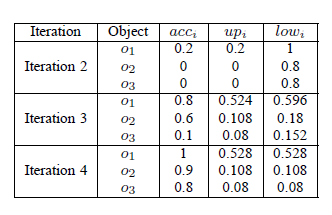 Iteration Object acc_i up_i low_i
o_1 0.2 0.2 1
Iteration 2 o_2 0 0 0.8
o_3 0 0 0.8
o_1 0.8 0.524 0.596
Iteration 3 o_2 0.6 0.108 0.18
o_3 0.1 0.08 0.152
o_1 1 0.528 0.528
Iteration 4 o_2 0.9 0.108 0.108
o_3 0.8 0.08 0.08